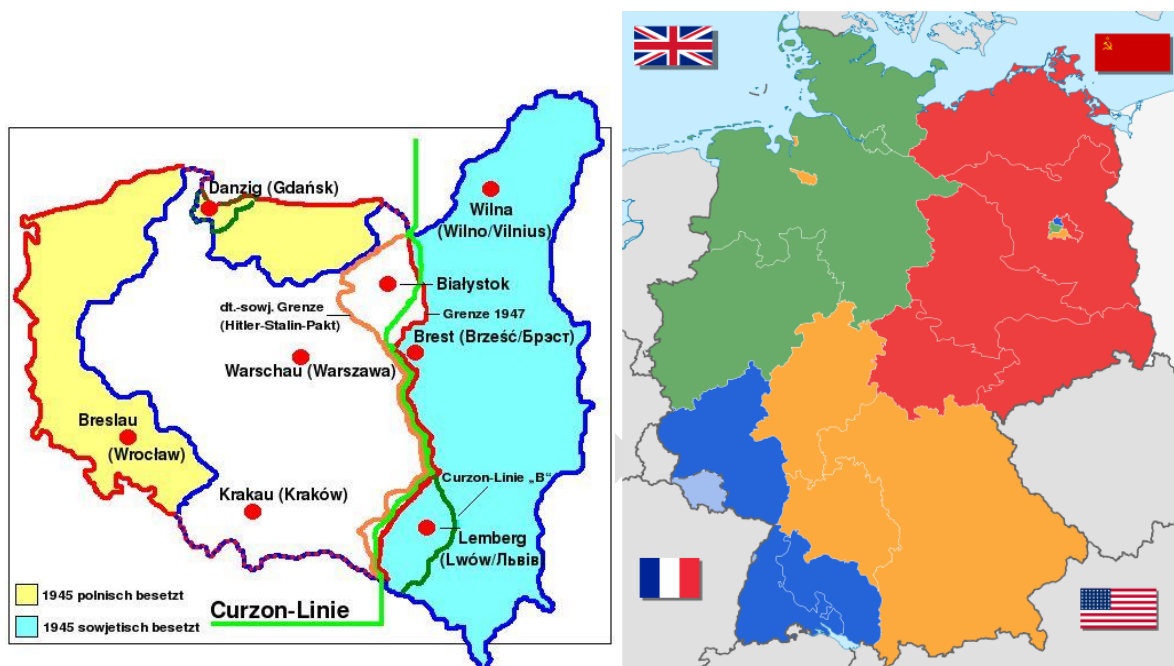 Danzig (Gdańsk)
Wilna
(Wilno/Vilnius)
Białystok
dt.-sowj. Grenze
(Hitler-Stalin-Pakt)
Grenze 1947
Brest (Brześć/Брэст)
Warschau (Warszawa)
Breslau
(Wrocław)
Krakau (Kraków)
Curzon-Linie „B“
Lemberg
(Lwów/Львів)
1945 polnisch besetzt
1945 sowjetisch besetzt
Curzon-Linie